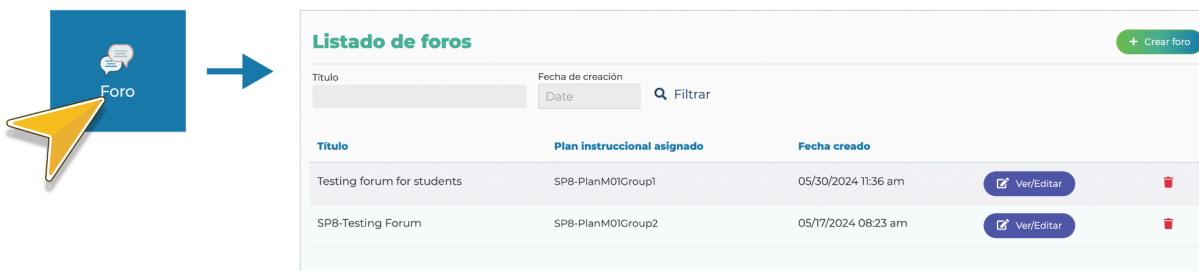 Foro
Listado de foros
+ Crear foro
Título
Fecha de creación
Date
Filtrar
Título Plan instruccional asignado Fecha creado
Testing forum for students SP8-PlanM01Group1 05/30/2024 11:36 am Ver/Editar
SP8-Testing Forum SP8-PlanM01Group2 05/17/2024 08:23 am Ver/Editar